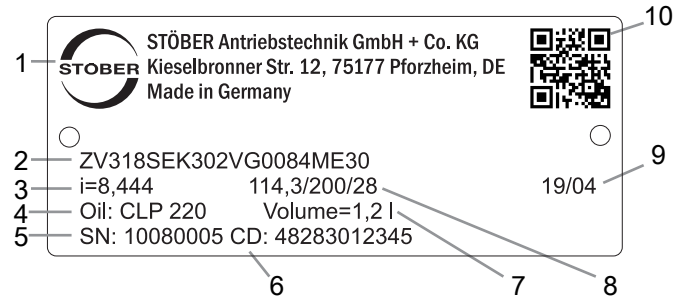 STÖBER Antriebstechnik GmbH + Co. KG 10
1 STÖBER Kieselbronner Str. 12, 75177 Pforzheim, DE
Made in Germany
2 ZV318SEK302VG0084ME30 9
3 i=8,444 114,3/200/28 19/04
4 Oil: CLP 220 Volume=1,2 l
5 SN: 10080005 CD: 48283012345
6 7 8